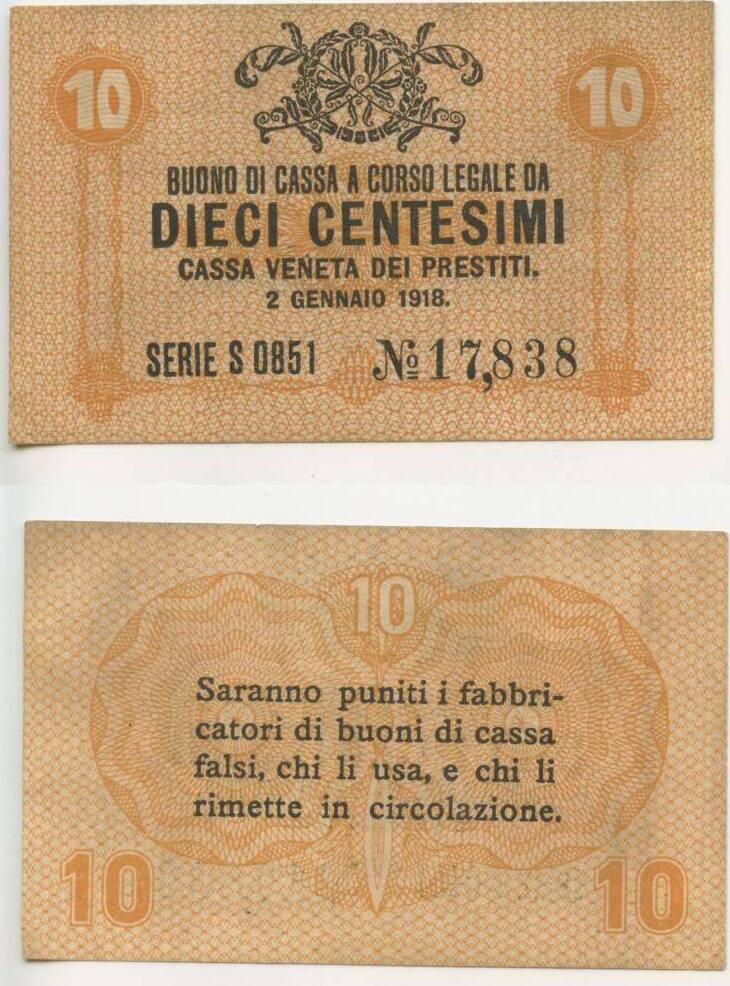 10 10
BUONO DI CASSA A CORSO LEGALE DA
DIECI CENTESIMI
CASSA VENETA DEI PRESTITI.
2 GENNAIO 1918.
SERIE S 0851 № 17,838
10
Saranno puniti i fabbri-
catori di buoni di cassa
falsi, chi li usa, e chi li
rimette in circolazione.
10 10